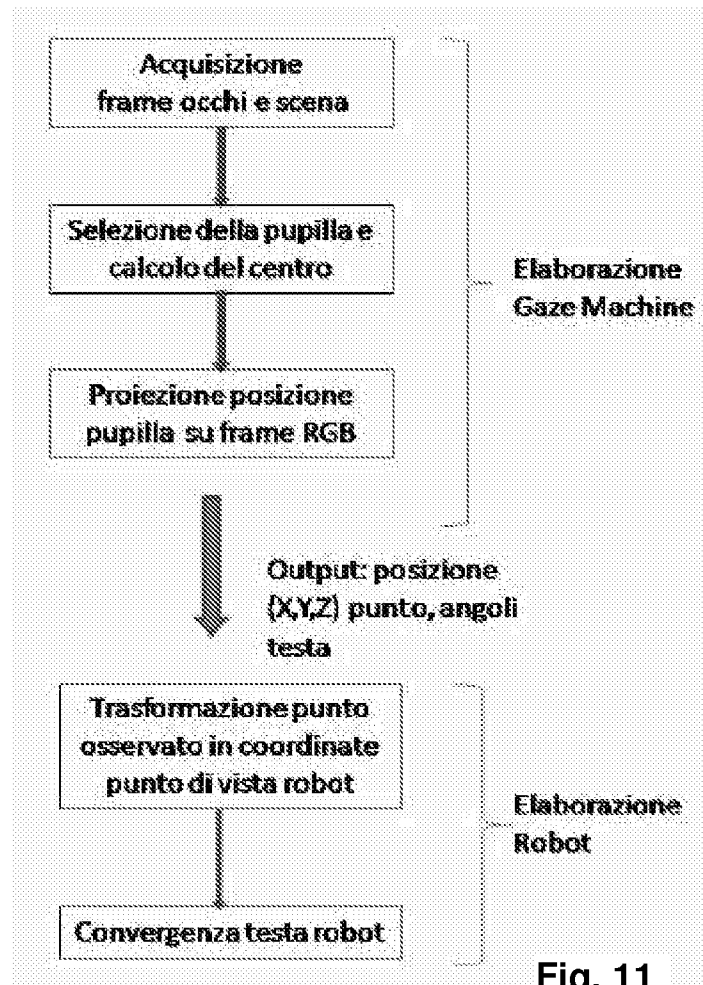 Acquisizione
frame occhi e scena
Selezione della pupilla e
calcolo del centro
Elaborazione
Gaze Machine
Proiezione posizione
pupilla su frame RGB
Output: posizione
(X,Y,Z) punto, angoli
testa
Trasformazione punto
osservato in coordinate
punto di vista robot
Elaborazione
Robot
Convergenza testa robot
Fig. 11